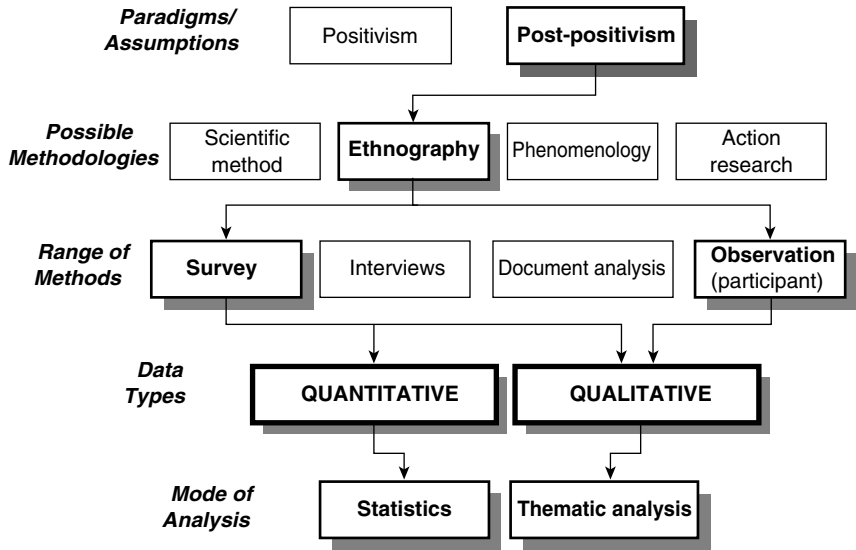 Paradigms/
Assumptions
Positivism
Post-positivism
Possible
Methodologies
Scientific
method
Ethnography
Phenomenology
Action
research
Range of
Methods
Survey
Interviews
Document analysis
Observation
(participant)
Data
Types
QUANTITATIVE
QUALITATIVE
Mode of
Analysis
Statistics
Thematic analysis